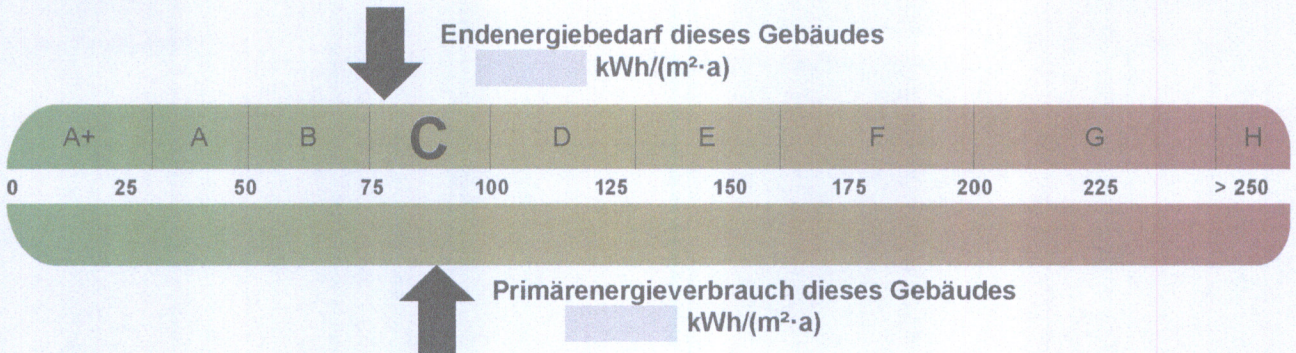 Endenergiebedarf dieses Gebäudes
kWh/(m²·a)
A+ A B C D E F G H
0 25 50 75 100 125 150 175 200 225 > 250
Primärenergieverbrauch dieses Gebäudes
kWh/(m²·a)